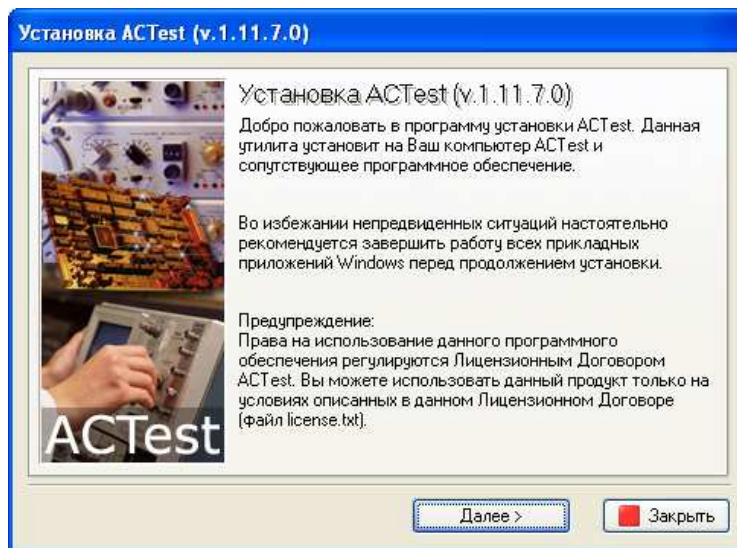 Установка ACTest (v.1.11.7.0)
Установка ACTest (v.1.11.7.0)
Добро пожаловать в программу установки ACTest. Данная
утилита установит на Ваш компьютер ACTest и
сопутствующее программное обеспечение.
Во избежании непредвиденных ситуаций настоятельно
рекомендуется завершить работу всех прикладных
приложений Windows перед продолжением установки.
Предупреждение:
Права на использование данного программного
обеспечения регулируются Лицензионным Договором
ACTest. Вы можете использовать данный продукт только на
условиях описанных в данном Лицензионном Договоре
(файл license.txt).
ACTest
Далее >
Закрыть